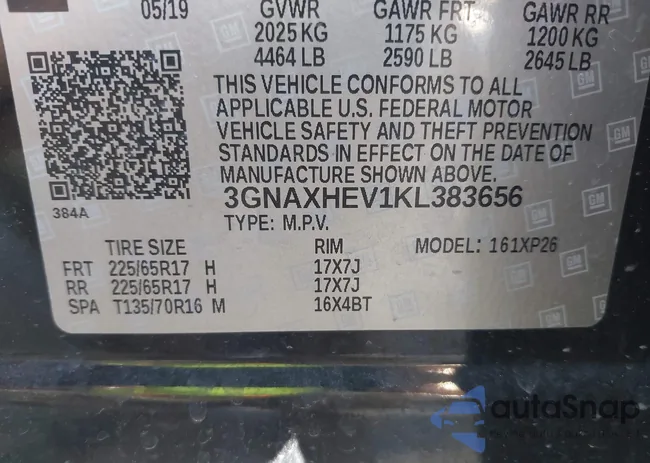 05/19 GVWR GAWR FRT GAWR RR
2025 KG 1175 KG 1200 KG
4464 LB 2590 LB 2645 LB
THIS VEHICLE CONFORMS TO ALL
APPLICABLE U.S. FEDERAL MOTOR
VEHICLE SAFETY AND THEFT PREVENTION
STANDARDS IN EFFECT ON THE DATE OF
MANUFACTURE SHOWN ABOVE.
384A
3GNAXHEV1KL383656
TYPE: M.P.V.
TIRE SIZE RIM MODEL: 161XP26
FRT 225/65R17 H 17X7J
RR 225/65R17 H 17X7J
SPA T135/70R16 M 16X4BT
GM
autaSnap